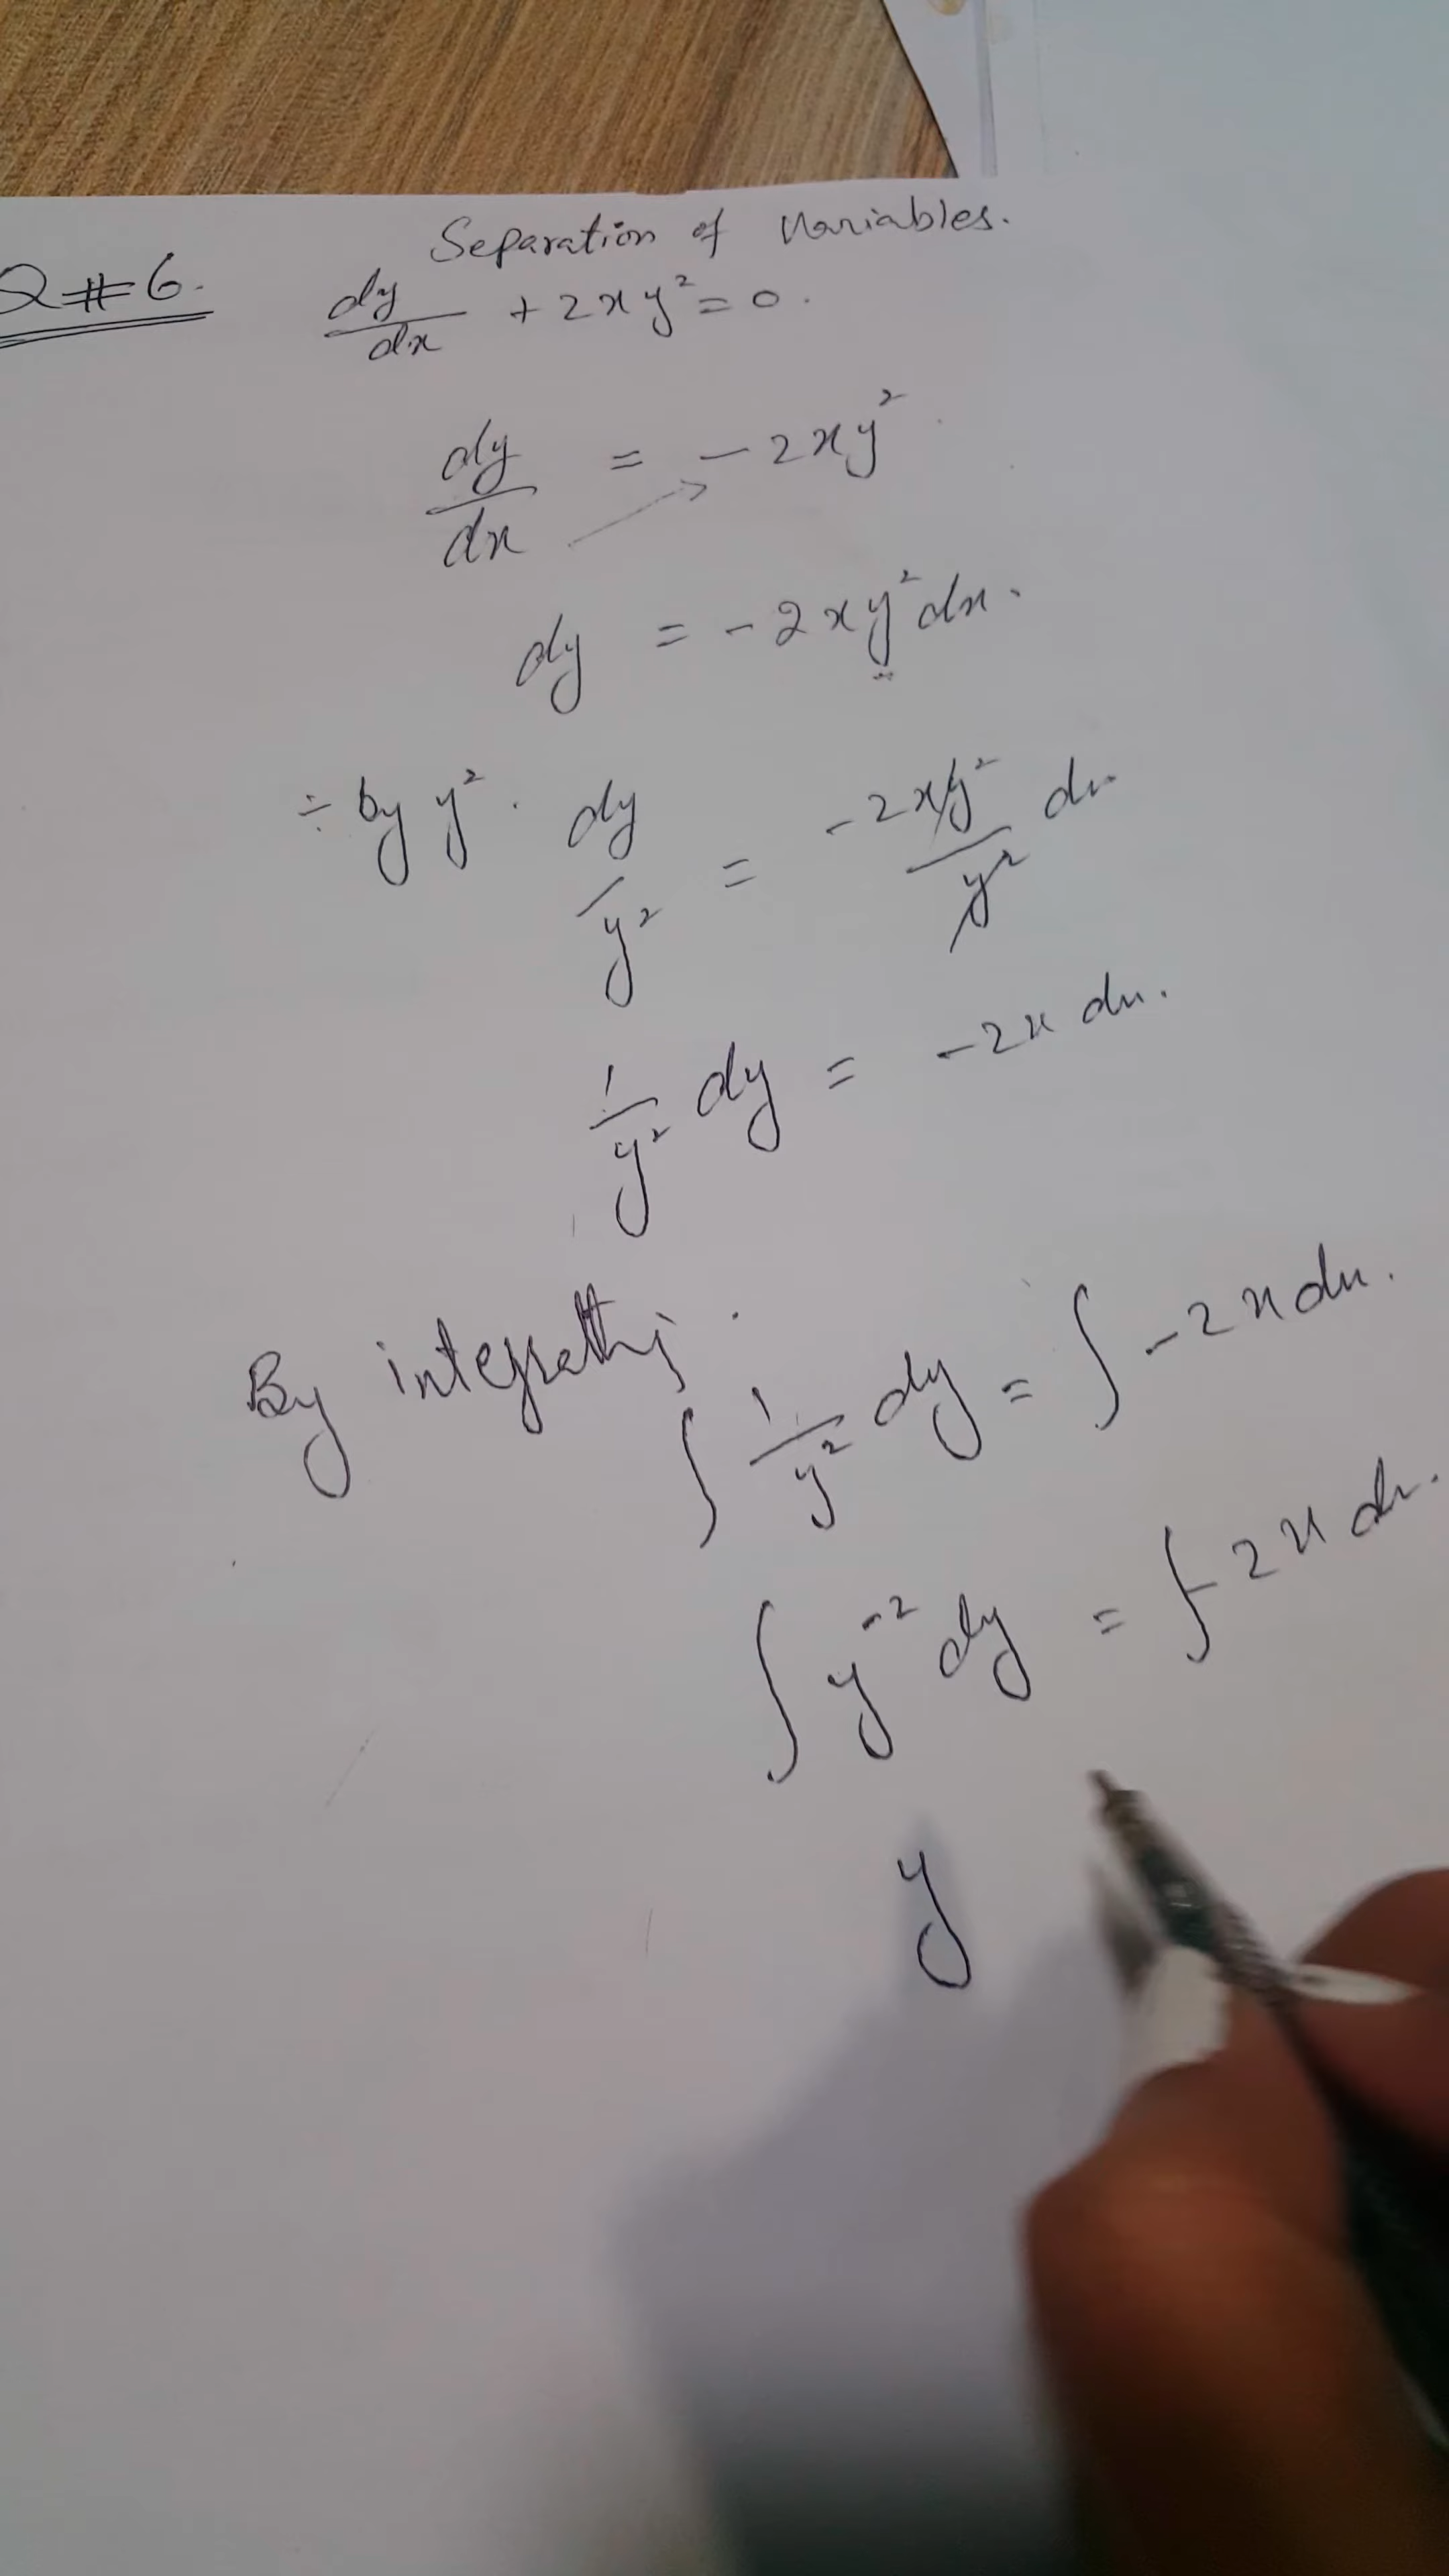 Separation of Variables.
Q#6. dy/dx + 2xy² = 0.
dy/dx = -2xy²
dy = -2xy² dx.
÷ by y². dy/y² = -2xy²/y² dx
1/y² dy = -2x dx.
By integrating.
∫ 1/y² dy = ∫ -2x dx.
∫ y⁻² dy = ∫ -2x dx.
y